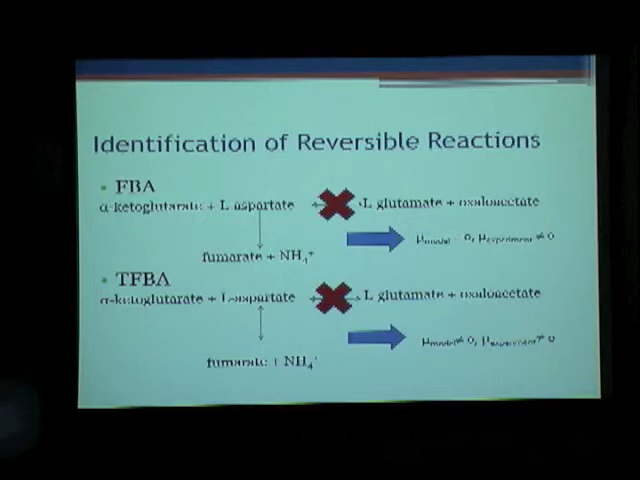 Identification of Reversible Reactions
• FBA
α-ketoglutarate + L aspartate L glutamate + oxaloacetate
fumarate + NH₄⁺
μmodel = 0, μexperiment ≠ 0
• TFBA
α-ketoglutarate + L-aspartate L glutamate + oxaloacetate
μmodel ≠ 0, μexperiment ≠ 0
fumarate + NH₄⁺